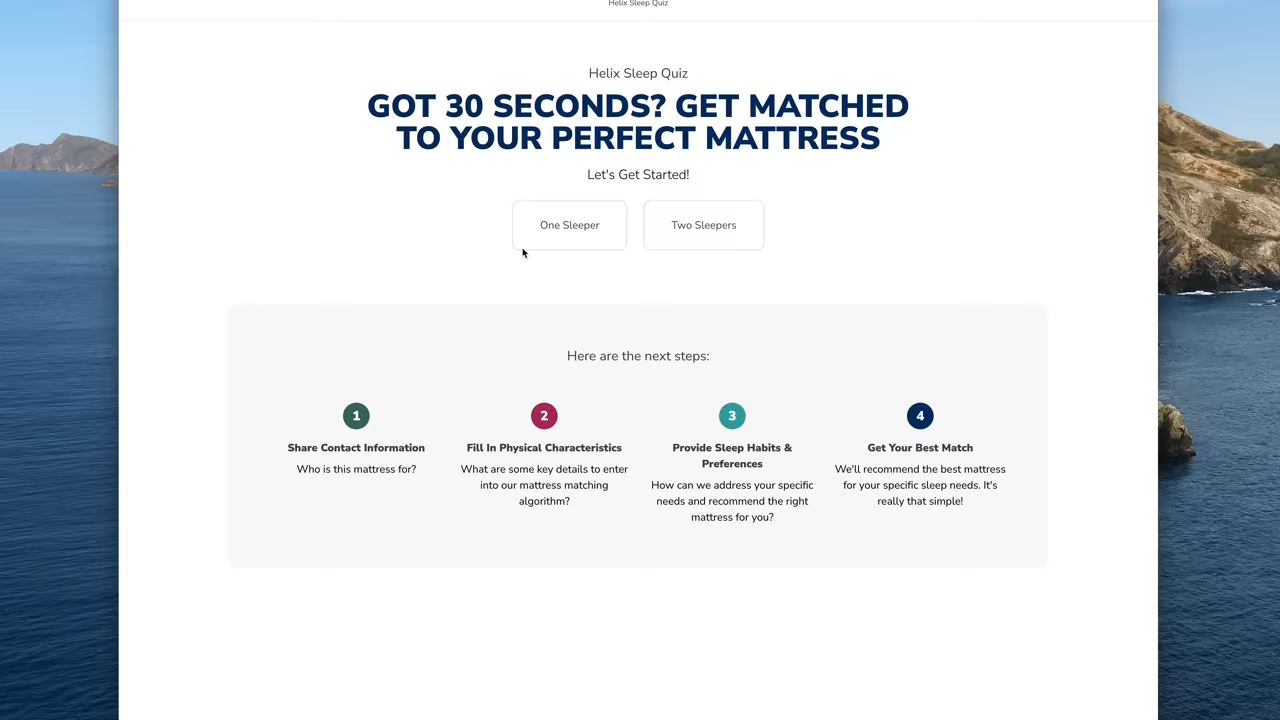 Helix Sleep Quiz
Helix Sleep Quiz
GOT 30 SECONDS? GET MATCHED
TO YOUR PERFECT MATTRESS
Let's Get Started!
One Sleeper
Two Sleepers
Here are the next steps:
1
Share Contact Information
Who is this mattress for?
2
Fill In Physical Characteristics
What are some key details to enter
into our mattress matching
algorithm?
3
Provide Sleep Habits &
Preferences
How can we address your specific
needs and recommend the right
mattress for you?
4
Get Your Best Match
We'll recommend the best mattress
for your specific sleep needs. It's
really that simple!